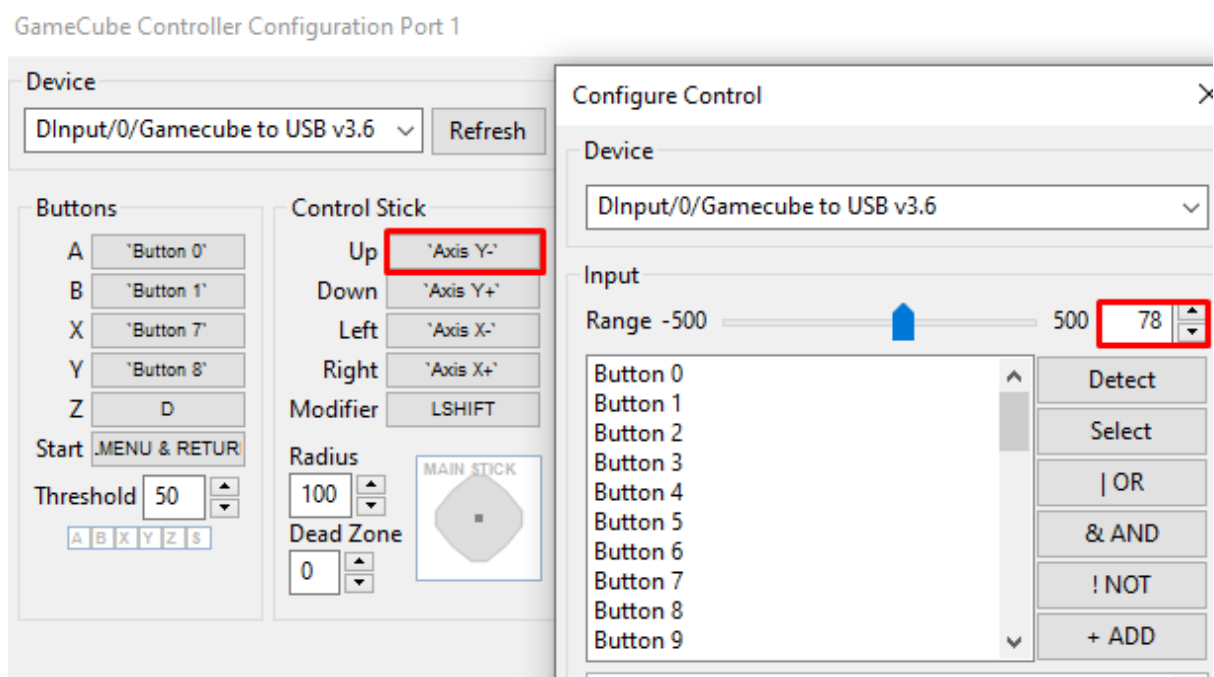 GameCube Controller Configuration Port 1
Device
DInput/0/Gamecube to USB v3.6
Refresh
Buttons
A `Button 0`
B `Button 1`
X `Button 7`
Y `Button 8`
Z D
Start .MENU & RETURI
Threshold 50
A B X Y Z S
Control Stick
Up `Axis Y-`
Down `Axis Y+`
Left `Axis X-`
Right `Axis X+`
Modifier LSHIFT
Radius
100
MAIN STICK
Dead Zone
0
Configure Control
Device
DInput/0/Gamecube to USB v3.6
Input
Range -500 500 78
Button 0
Button 1
Button 2
Button 3
Button 4
Button 5
Button 6
Button 7
Button 8
Button 9
Detect
Select
| OR
& AND
! NOT
+ ADD